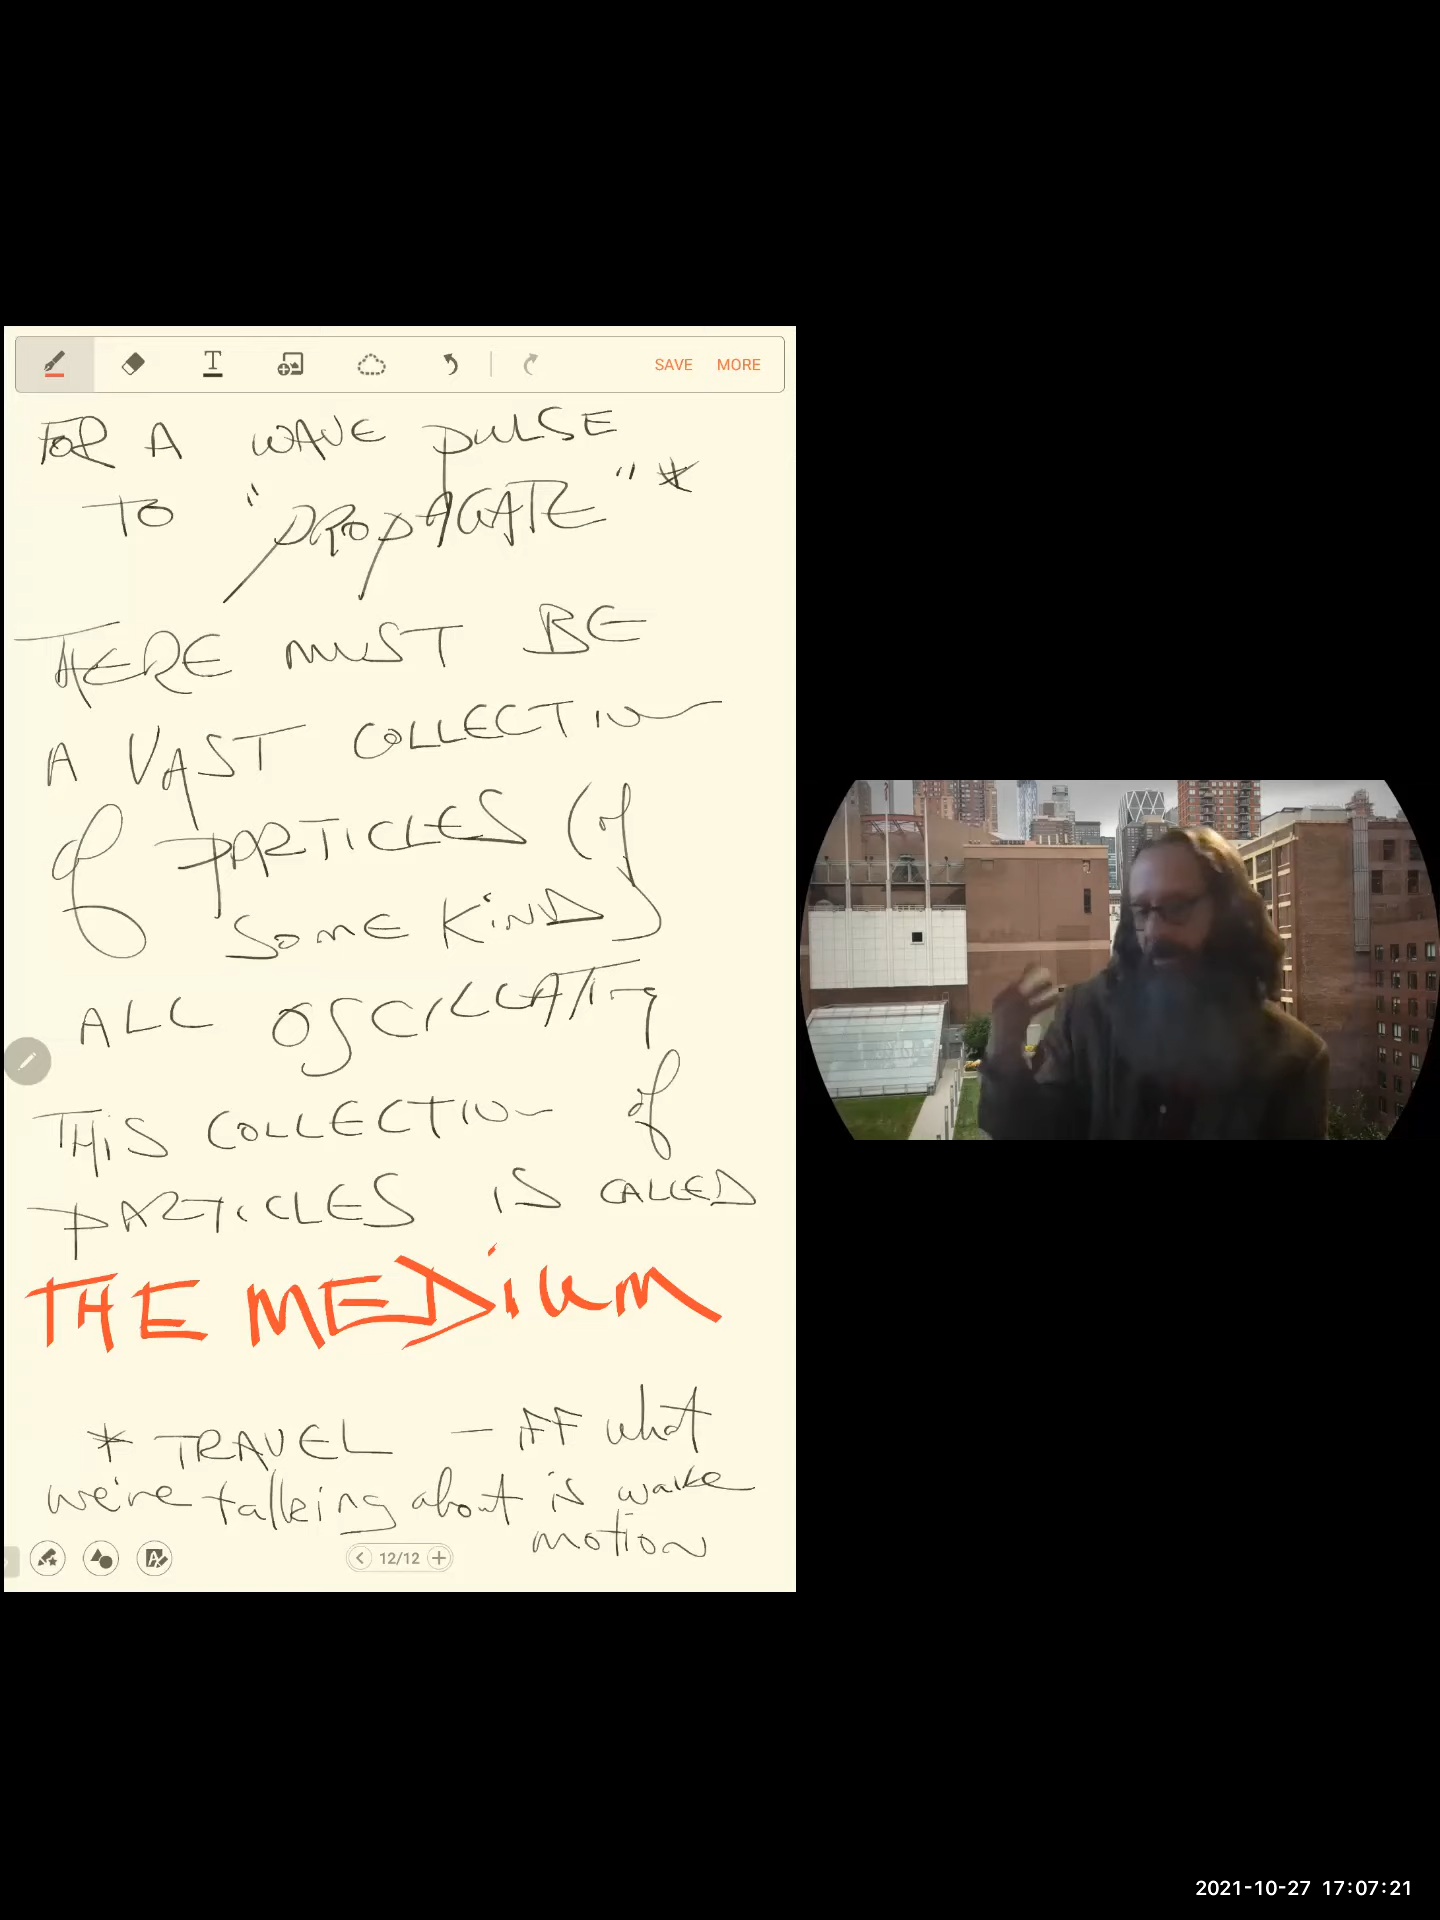 SAVE MORE
FOR A WAVE PULSE
TO "PROPAGATE" *
THERE MUST BE
A VAST COLLECTION
of PARTICLES (of
SOME KIND)
ALL OSCILLATING
THIS COLLECTION of
PARTICLES IS CALLED
THE MEDIUM
* TRAVEL – IFF what
we're talking about is wave
motion
12/12
2021-10-27 17:07:21